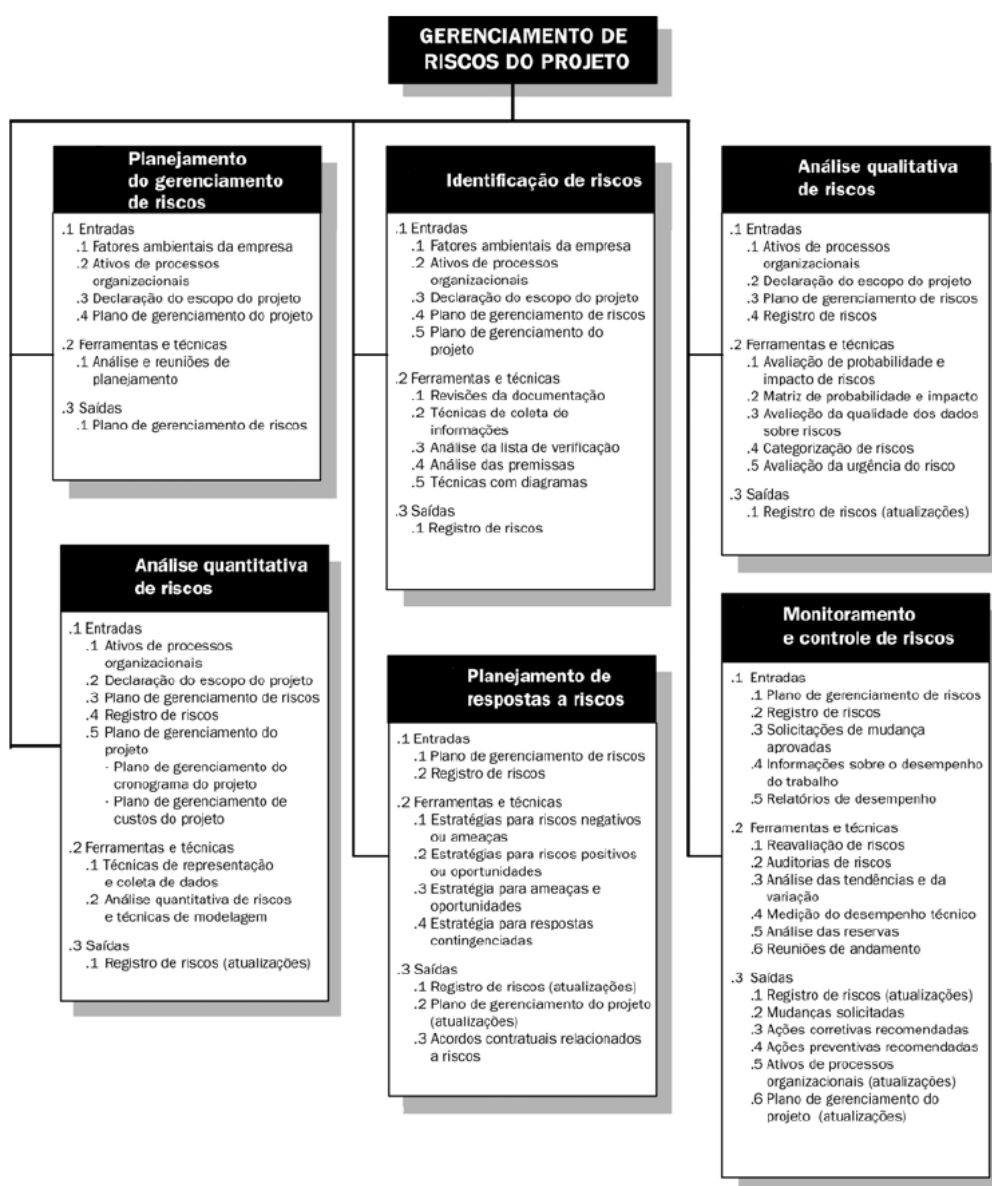 GERENCIAMENTO DE
RISCOS DO PROJETO
Planejamento
do gerenciamento
de riscos
.1 Entradas
.1 Fatores ambientais da empresa
.2 Ativos de processos
organizacionais
.3 Declaração do escopo do projeto
.4 Plano de gerenciamento do projeto
.2 Ferramentas e técnicas
.1 Análise e reuniões de
planejamento
.3 Saídas
.1 Plano de gerenciamento de riscos
Identificação de riscos
.1 Entradas
.1 Fatores ambientais da empresa
.2 Ativos de processos
organizacionais
.3 Declaração do escopo do projeto
.4 Plano de gerenciamento de riscos
.5 Plano de gerenciamento do
projeto
.2 Ferramentas e técnicas
.1 Revisões da documentação
.2 Técnicas de coleta de
informações
.3 Análise da lista de verificação
.4 Análise das premissas
.5 Técnicas com diagramas
.3 Saídas
.1 Registro de riscos
Análise qualitativa
de riscos
.1 Entradas
.1 Ativos de processos
organizacionais
.2 Declaração do escopo do projeto
.3 Plano de gerenciamento de riscos
.4 Registro de riscos
.2 Ferramentas e técnicas
.1 Avaliação de probabilidade e
impacto de riscos
.2 Matriz de probabilidade e impacto
.3 Avaliação da qualidade dos dados
sobre riscos
.4 Categorização de riscos
.5 Avaliação da urgência do risco
.3 Saídas
.1 Registro de riscos (atualizações)
Análise quantitativa
de riscos
.1 Entradas
.1 Ativos de processos
organizacionais
.2 Declaração do escopo do projeto
.3 Plano de gerenciamento de riscos
.4 Registro de riscos
.5 Plano de gerenciamento do
projeto
· Plano de gerenciamento do
cronograma do projeto
· Plano de gerenciamento de
custos do projeto
.2 Ferramentas e técnicas
.1 Técnicas de representação
e coleta de dados
.2 Análise quantitativa de riscos
e técnicas de modelagem
.3 Saídas
.1 Registro de riscos (atualizações)
Planejamento de
respostas a riscos
.1 Entradas
.1 Plano de gerenciamento de riscos
.2 Registro de riscos
.2 Ferramentas e técnicas
.1 Estratégias para riscos negativos
ou ameaças
.2 Estratégias para riscos positivos
ou oportunidades
.3 Estratégia para ameaças e
oportunidades
.4 Estratégia para respostas
contingenciadas
.3 Saídas
.1 Registro de riscos (atualizações)
.2 Plano de gerenciamento do projeto
(atualizações)
.3 Acordos contratuais relacionados
a riscos
Monitoramento
e controle de riscos
.1 Entradas
.1 Plano de gerenciamento de riscos
.2 Registro de riscos
.3 Solicitações de mudança
aprovadas
.4 Informações sobre o desempenho
do trabalho
.5 Relatórios de desempenho
.2 Ferramentas e técnicas
.1 Reavaliação de riscos
.2 Auditorias de riscos
.3 Análise das tendências e da
variação
.4 Medição do desempenho técnico
.5 Análise das reservas
.6 Reuniões de andamento
.3 Saídas
.1 Registro de riscos (atualizações)
.2 Mudanças solicitadas
.3 Ações corretivas recomendadas
.4 Ações preventivas recomendadas
.5 Ativos de processos
organizacionais (atualizações)
.6 Plano de gerenciamento do
projeto (atualizações)